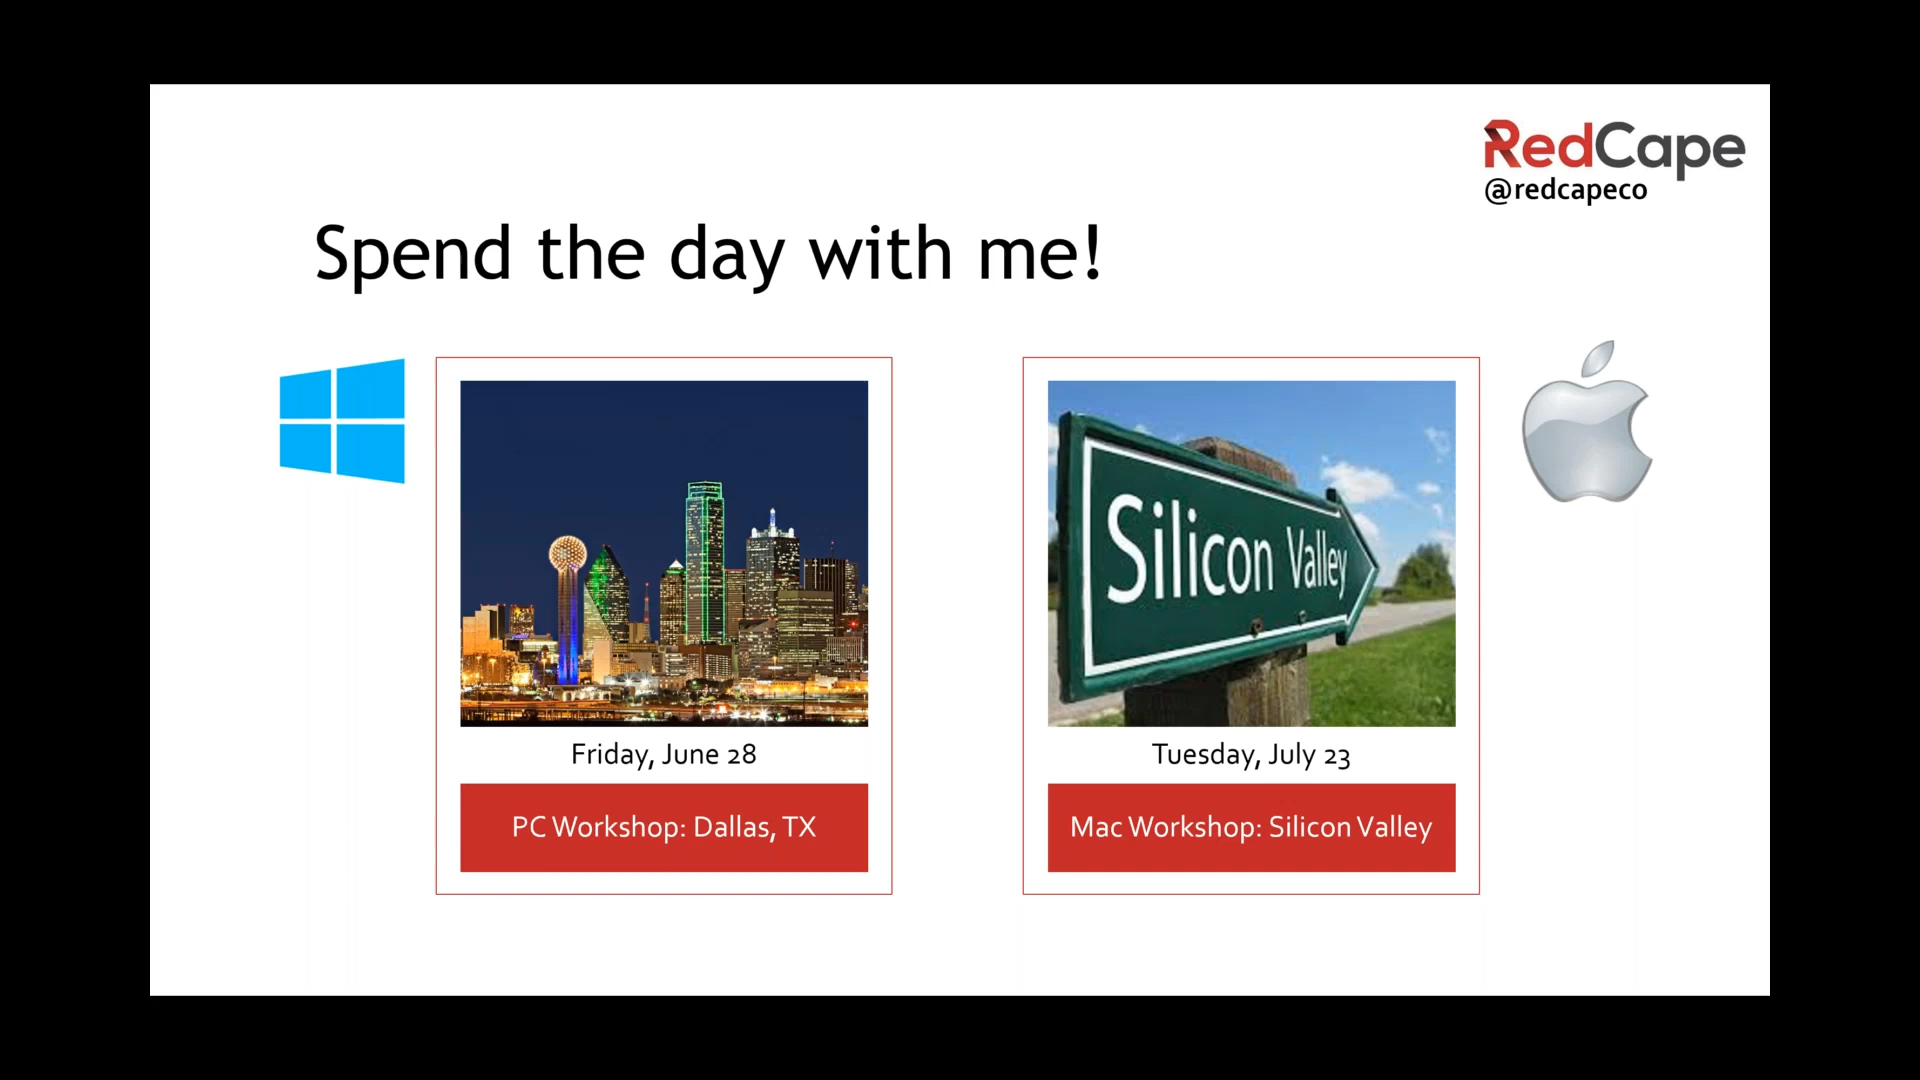 RedCape
@redcapeco
Spend the day with me!
Silicon Valley
Friday, June 28
Tuesday, July 23
PC Workshop: Dallas, TX
Mac Workshop: Silicon Valley